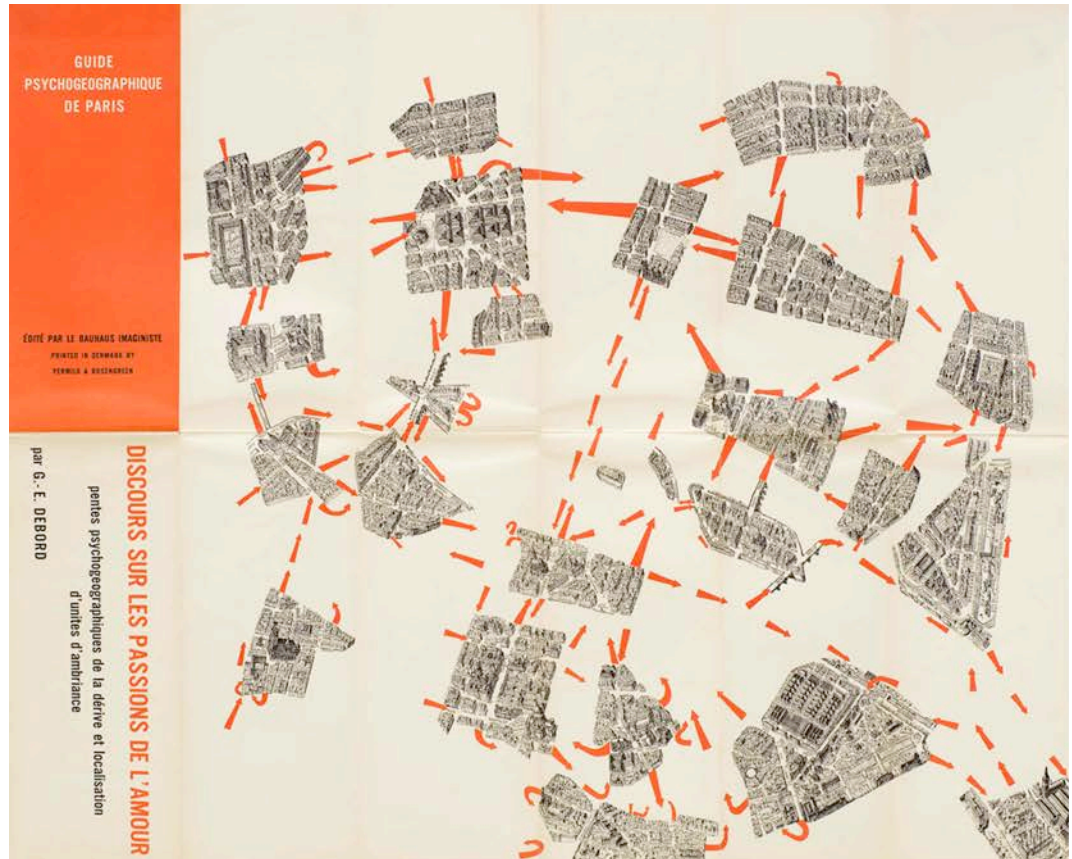 GUIDE
PSYCHOGEOGRAPHIQUE
DE PARIS
ÉDITÉ PAR LE BAUHAUS IMAGINISTE
PRINTED IN DENMARK BY
PERMILD & ROSENGREEN
DISCOURS SUR LES PASSIONS DE L'AMOUR
pentes psychogeographiques de la dérive et localisation
d'unites d'ambriance
par G.-E. DEBORD